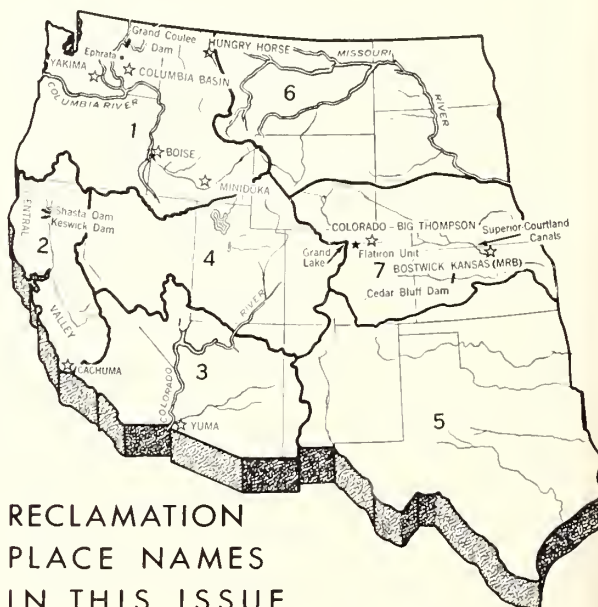 Grand Coulee
Dam
HUNGRY HORSE
MISSOURI
Ephrata
YAKIMA
COLUMBIA BASIN
COLUMBIA RIVER
6
RIVER
1
BOISE
MINIDOKA
ENTRAL
Shasta Dam
Keswick Dam
2
VALLEY
4
COLORADO - BIG THOMPSON
Superior-Courtland
Canals
Grand
Lake
Flatiron Unit
7
BOSTWICK KANSAS (MRB)
Cedar Bluff Dam
RIVER
3
COLORADO
CACHUMA
YUMA
5
RECLAMATION
PLACE NAMES
IN THIS ISSUE